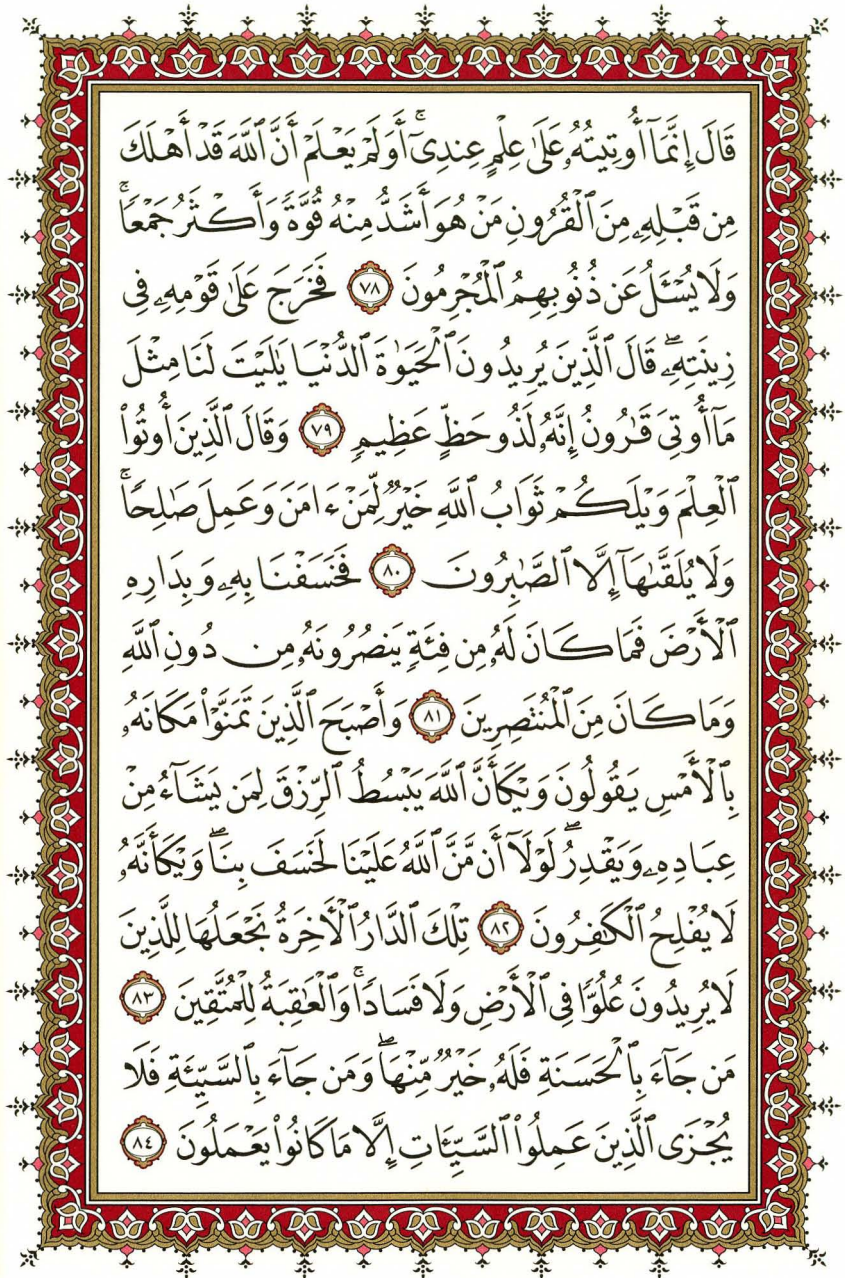 قَالَ إِنَّمَآ أُوتِيتُهُۥ عَلَىٰ عِلْمٍ عِندِىٓۚ أَوَلَمْ يَعْلَمْ أَنَّ ٱللَّهَ قَدْ أَهْلَكَ
مِن قَبْلِهِۦ مِنَ ٱلْقُرُونِ مَنْ هُوَ أَشَدُّ مِنْهُ قُوَّةً وَأَكْثَرُ جَمْعًاۚ
وَلَا يُسْـَٔلُ عَن ذُنُوبِهِمُ ٱلْمُجْرِمُونَ ٧٨ فَخَرَجَ عَلَىٰ قَوْمِهِۦ فِى
زِينَتِهِۦۖ قَالَ ٱلَّذِينَ يُرِيدُونَ ٱلْحَيَوٰةَ ٱلدُّنْيَا يَٰلَيْتَ لَنَا مِثْلَ
مَآ أُوتِىَ قَٰرُونُ إِنَّهُۥ لَذُو حَظٍّ عَظِيمٍ ٧٩ وَقَالَ ٱلَّذِينَ أُوتُوا۟
ٱلْعِلْمَ وَيْلَكُمْ ثَوَابُ ٱللَّهِ خَيْرٌ لِّمَنْ ءَامَنَ وَعَمِلَ صَٰلِحًاۚ
وَلَا يُلَقَّىٰهَآ إِلَّا ٱلصَّٰبِرُونَ ٨٠ فَخَسَفْنَا بِهِۦ وَبِدَارِهِ
ٱلْأَرْضَ فَمَا كَانَ لَهُۥ مِن فِئَةٍ يَنصُرُونَهُۥ مِن دُونِ ٱللَّهِ
وَمَا كَانَ مِنَ ٱلْمُنتَصِرِينَ ٨١ وَأَصْبَحَ ٱلَّذِينَ تَمَنَّوْا۟ مَكَانَهُۥ
بِٱلْأَمْسِ يَقُولُونَ وَيْكَأَنَّ ٱللَّهَ يَبْسُطُ ٱلرِّزْقَ لِمَن يَشَآءُ مِنْ
عِبَادِهِۦ وَيَقْدِرُۖ لَوْلَآ أَن مَّنَّ ٱللَّهُ عَلَيْنَا لَخَسَفَ بِنَاۖ وَيْكَأَنَّهُۥ
لَا يُفْلِحُ ٱلْكَٰفِرُونَ ٨٢ تِلْكَ ٱلدَّارُ ٱلْأَخِرَةُ نَجْعَلُهَا لِلَّذِينَ
لَا يُرِيدُونَ عُلُوًّا فِى ٱلْأَرْضِ وَلَا فَسَادًاۚ وَٱلْعَٰقِبَةُ لِلْمُتَّقِينَ ٨٣
مَن جَآءَ بِٱلْحَسَنَةِ فَلَهُۥ خَيْرٌ مِّنْهَاۖ وَمَن جَآءَ بِٱلسَّيِّئَةِ فَلَا
يُجْزَى ٱلَّذِينَ عَمِلُوا۟ ٱلسَّيِّـَٔاتِ إِلَّا مَا كَانُوا۟ يَعْمَلُونَ ٨٤